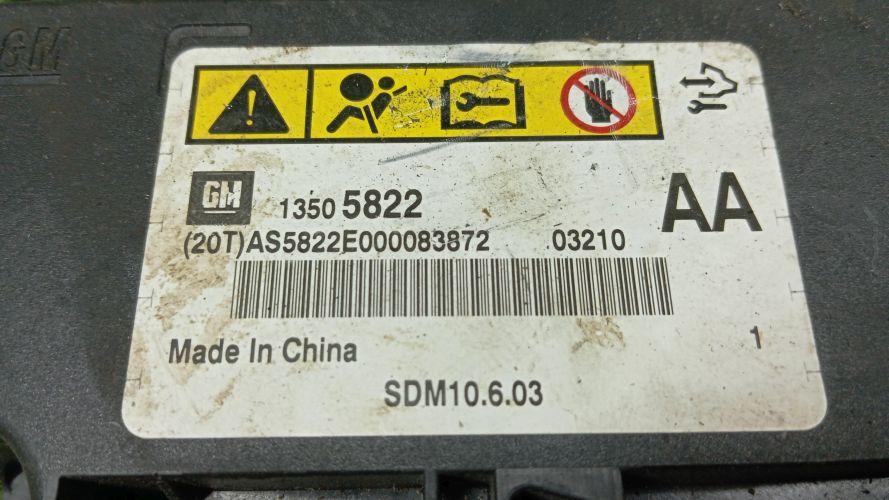 GM
GM 13505822 AA
(20T)AS5822E000083872 03210
Made In China 1
SDM10.6.03